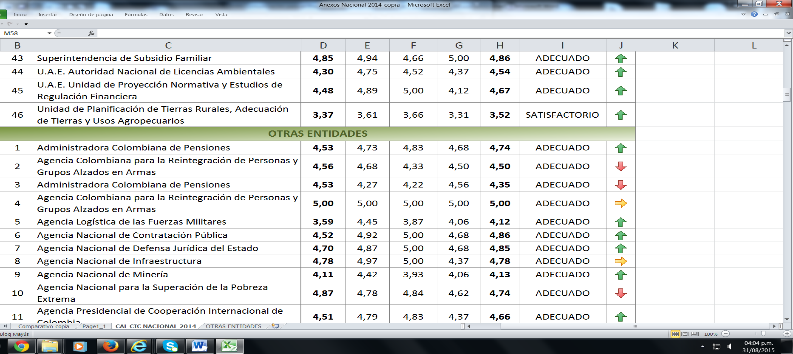 Anexos Nacional 2014 copia - Microsoft Excel
Inicio Insertar Diseño de página Fórmulas Datos Revisar Vista
M58 fx
B C D E F G H I J K L
43 Superintendencia de Subsidio Familiar 4,85 4,94 4,66 5,00 4,86 ADECUADO
44 U.A.E. Autoridad Nacional de Licencias Ambientales 4,30 4,75 4,52 4,37 4,54 ADECUADO
45 U.A.E. Unidad de Proyección Normativa y Estudios de
Regulación Financiera 4,48 4,89 5,00 4,12 4,67 ADECUADO
46 Unidad de Planificación de Tierras Rurales, Adecuación
de Tierras y Usos Agropecuarios 3,37 3,61 3,66 3,31 3,52 SATISFACTORIO
OTRAS ENTIDADES
1 Administradora Colombiana de Pensiones 4,53 4,73 4,83 4,68 4,74 ADECUADO
2 Agencia Colombiana para la Reintegración de Personas y
Grupos Alzados en Armas 4,56 4,68 4,33 4,50 4,50 ADECUADO
3 Administradora Colombiana de Pensiones 4,53 4,27 4,22 4,56 4,35 ADECUADO
4 Agencia Colombiana para la Reintegración de Personas y
Grupos Alzados en Armas 5,00 5,00 5,00 5,00 5,00 ADECUADO
5 Agencia Logística de las Fuerzas Militares 3,59 4,45 3,87 4,06 4,12 ADECUADO
6 Agencia Nacional de Contratación Pública 4,52 4,92 5,00 4,68 4,86 ADECUADO
7 Agencia Nacional de Defensa Jurídica del Estado 4,70 4,87 5,00 4,68 4,85 ADECUADO
8 Agencia Nacional de Infraestructura 4,78 4,97 5,00 4,37 4,78 ADECUADO
9 Agencia Nacional de Minería 4,11 4,42 3,93 4,06 4,13 ADECUADO
10 Agencia Nacional para la Superación de la Pobreza
Extrema 4,87 4,78 4,84 4,62 4,74 ADECUADO
11 Agencia Presidencial de Cooperación Internacional de
Colombia 4,51 4,79 4,83 4,37 4,66 ADECUADO
Comparativo copia Page1_1 CAL CIC NACIONAL 2014 OTRAS ENTIDADES
Bloq Mayús 100%
04:04 p.m.
31/08/2015